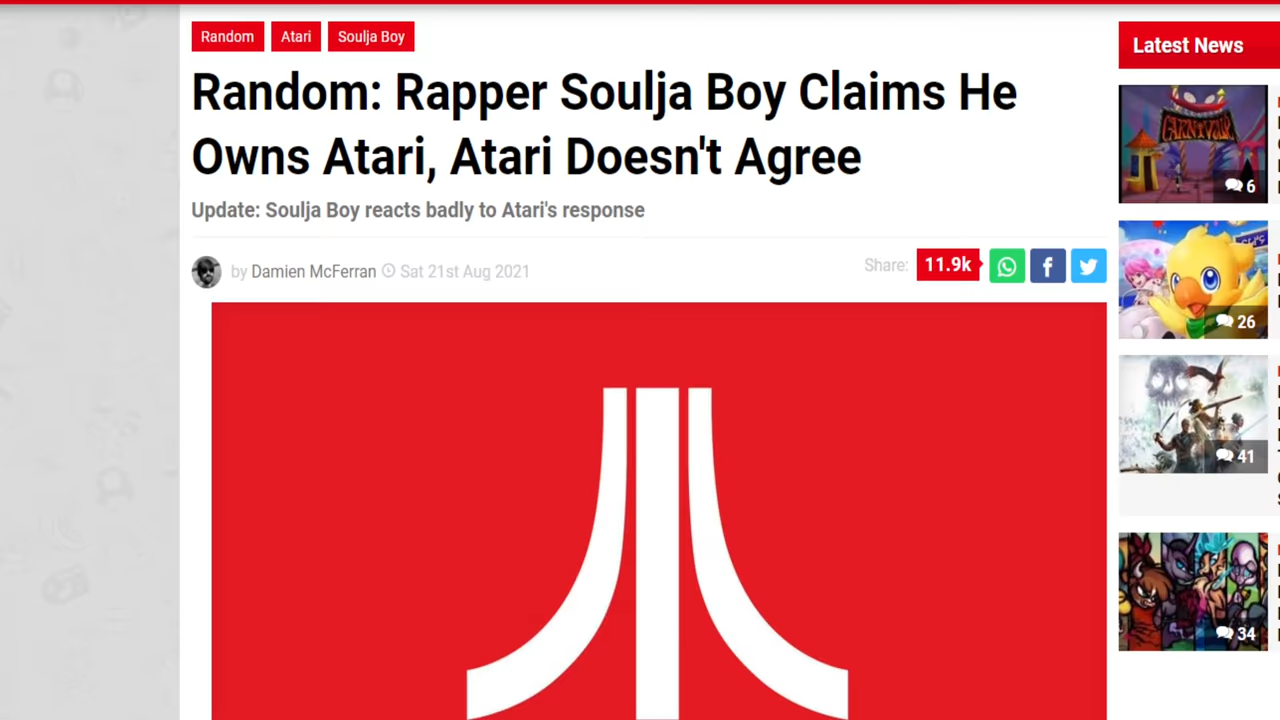 Random
Atari
Soulja Boy
Random: Rapper Soulja Boy Claims He
Owns Atari, Atari Doesn't Agree
Update: Soulja Boy reacts badly to Atari's response
by Damien McFerran Sat 21st Aug 2021
Share: 11.9k
Latest News
CARNIVAL
6
26
41
34